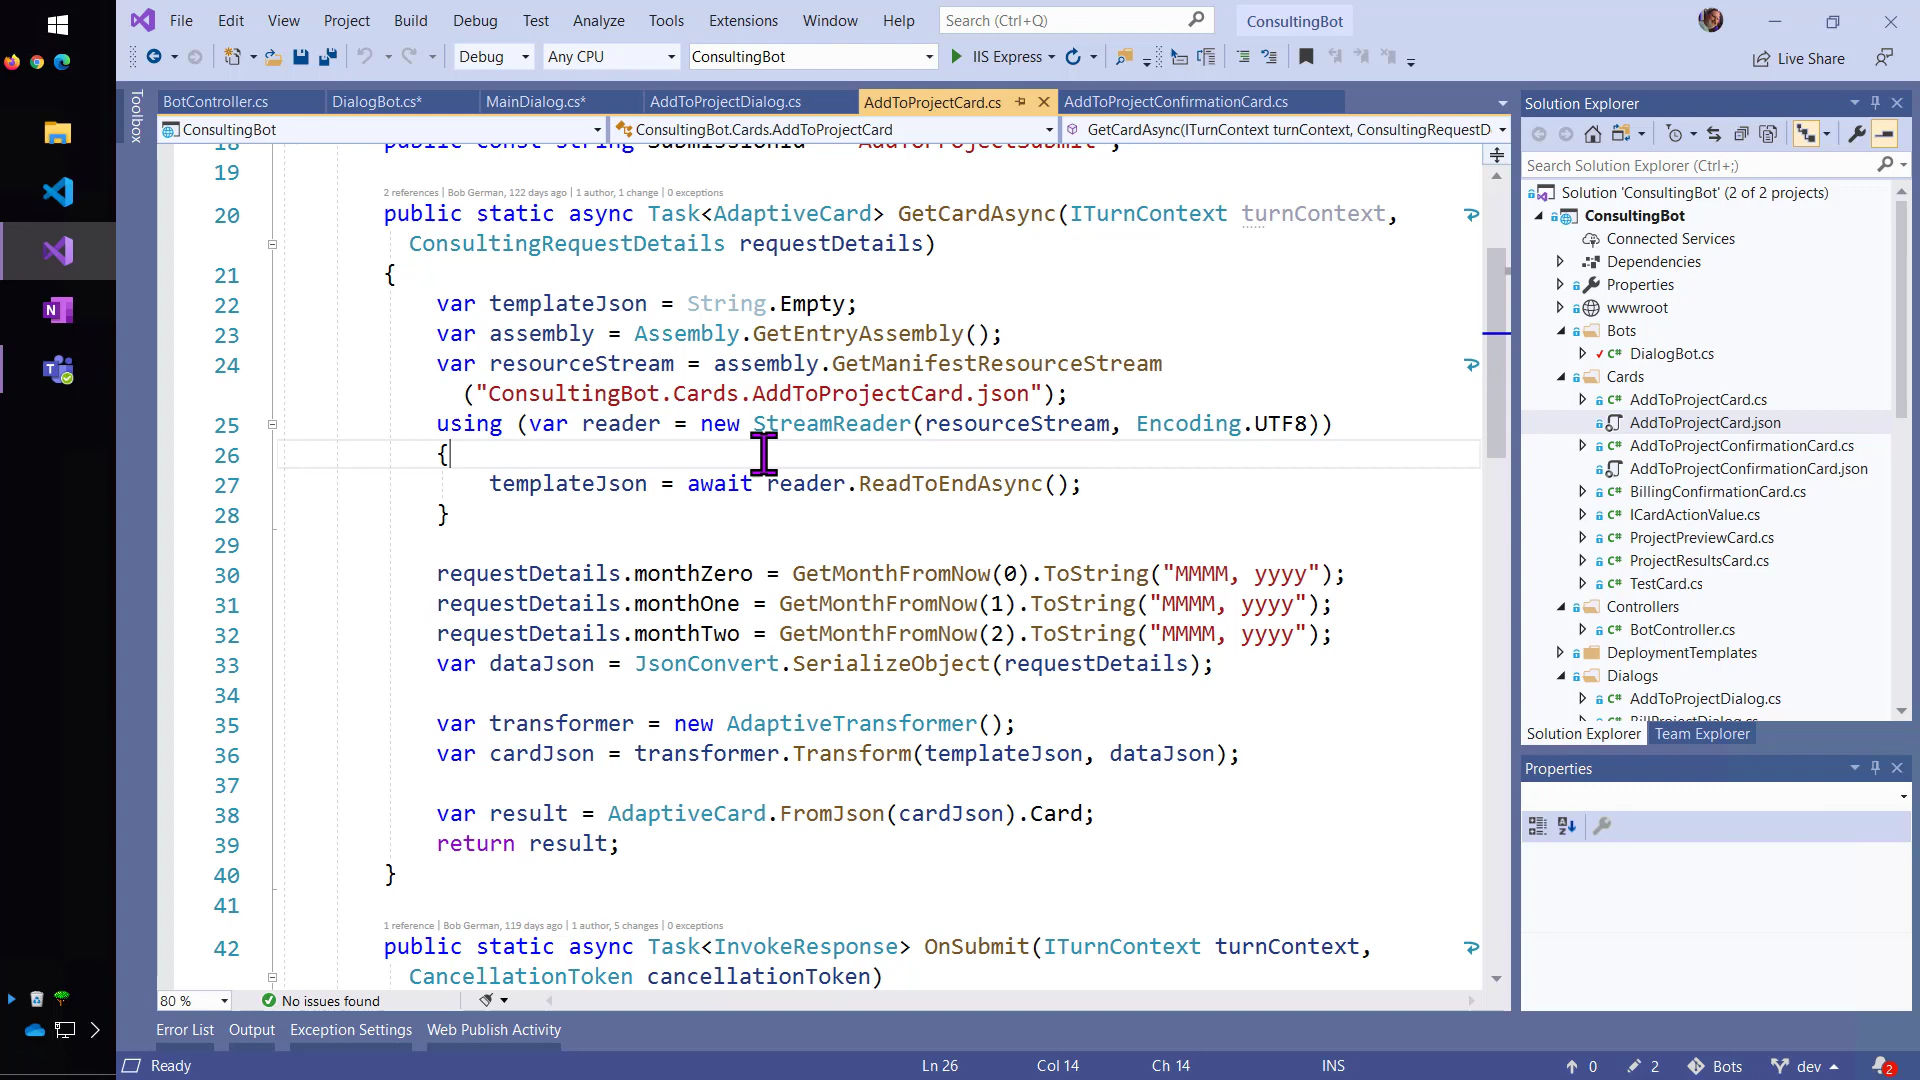 File Edit View Project Build Debug Test Analyze Tools Extensions Window Help Search (Ctrl+Q) ConsultingBot
Debug Any CPU ConsultingBot IIS Express Live Share
Toolbox
BotController.cs DialogBot.cs* MainDialog.cs* AddToProjectDialog.cs AddToProjectCard.cs AddToProjectConfirmationCard.cs
ConsultingBot ConsultingBot.Cards.AddToProjectCard GetCardAsync(ITurnContext turnContext, ConsultingRequestD
18 public const string SubmissionId = "AddToProjectSubmit";
19
2 references | Bob German, 122 days ago | 1 author, 1 change | 0 exceptions
20 public static async Task<AdaptiveCard> GetCardAsync(ITurnContext turnContext,
ConsultingRequestDetails requestDetails)
21 {
22 var templateJson = String.Empty;
23 var assembly = Assembly.GetEntryAssembly();
24 var resourceStream = assembly.GetManifestResourceStream
("ConsultingBot.Cards.AddToProjectCard.json");
25 using (var reader = new StreamReader(resourceStream, Encoding.UTF8))
26 {
27 templateJson = await reader.ReadToEndAsync();
28 }
29
30 requestDetails.monthZero = GetMonthFromNow(0).ToString("MMMM, yyyy");
31 requestDetails.monthOne = GetMonthFromNow(1).ToString("MMMM, yyyy");
32 requestDetails.monthTwo = GetMonthFromNow(2).ToString("MMMM, yyyy");
33 var dataJson = JsonConvert.SerializeObject(requestDetails);
34
35 var transformer = new AdaptiveTransformer();
36 var cardJson = transformer.Transform(templateJson, dataJson);
37
38 var result = AdaptiveCard.FromJson(cardJson).Card;
39 return result;
40 }
41
1 reference | Bob German, 119 days ago | 1 author, 5 changes | 0 exceptions
42 public static async Task<InvokeResponse> OnSubmit(ITurnContext turnContext,
CancellationToken cancellationToken)
80 % No issues found
Error List Output Exception Settings Web Publish Activity
Solution Explorer
Search Solution Explorer (Ctrl+;)
Solution 'ConsultingBot' (2 of 2 projects)
ConsultingBot
Connected Services
Dependencies
Properties
wwwroot
Bots
C# DialogBot.cs
Cards
C# AddToProjectCard.cs
AddToProjectCard.json
C# AddToProjectConfirmationCard.cs
AddToProjectConfirmationCard.json
C# BillingConfirmationCard.cs
C# ICardActionValue.cs
C# ProjectPreviewCard.cs
C# ProjectResultsCard.cs
C# TestCard.cs
Controllers
C# BotController.cs
DeploymentTemplates
Dialogs
C# AddToProjectDialog.cs
C# BillProjectDialog.cs
Solution Explorer Team Explorer
Properties
Ready Ln 26 Col 14 Ch 14 INS 0 2 Bots dev 2